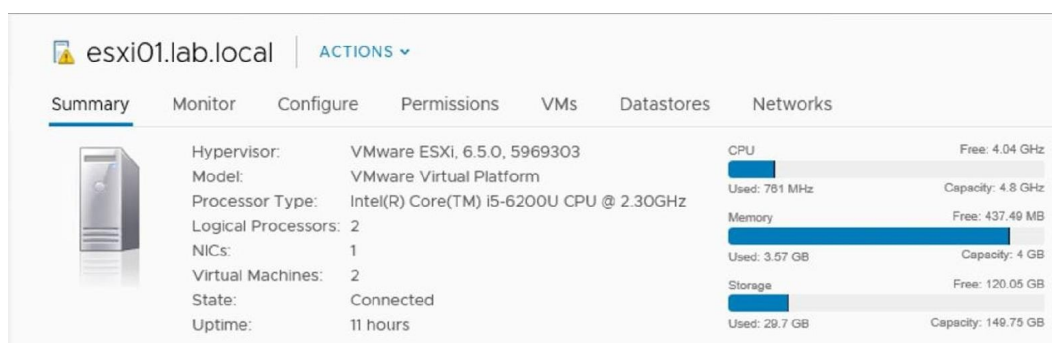 esxi01.lab.local ACTIONS
Summary Monitor Configure Permissions VMs Datastores Networks
Hypervisor: VMware ESXi, 6.5.0, 5969303
Model: VMware Virtual Platform
Processor Type: Intel(R) Core(TM) i5-6200U CPU @ 2.30GHz
Logical Processors: 2
NICs: 1
Virtual Machines: 2
State: Connected
Uptime: 11 hours
CPU Free: 4.04 GHz
Used: 761 MHz Capacity: 4.8 GHz
Memory Free: 437.49 MB
Used: 3.57 GB Capacity: 4 GB
Storage Free: 120.05 GB
Used: 29.7 GB Capacity: 149.75 GB